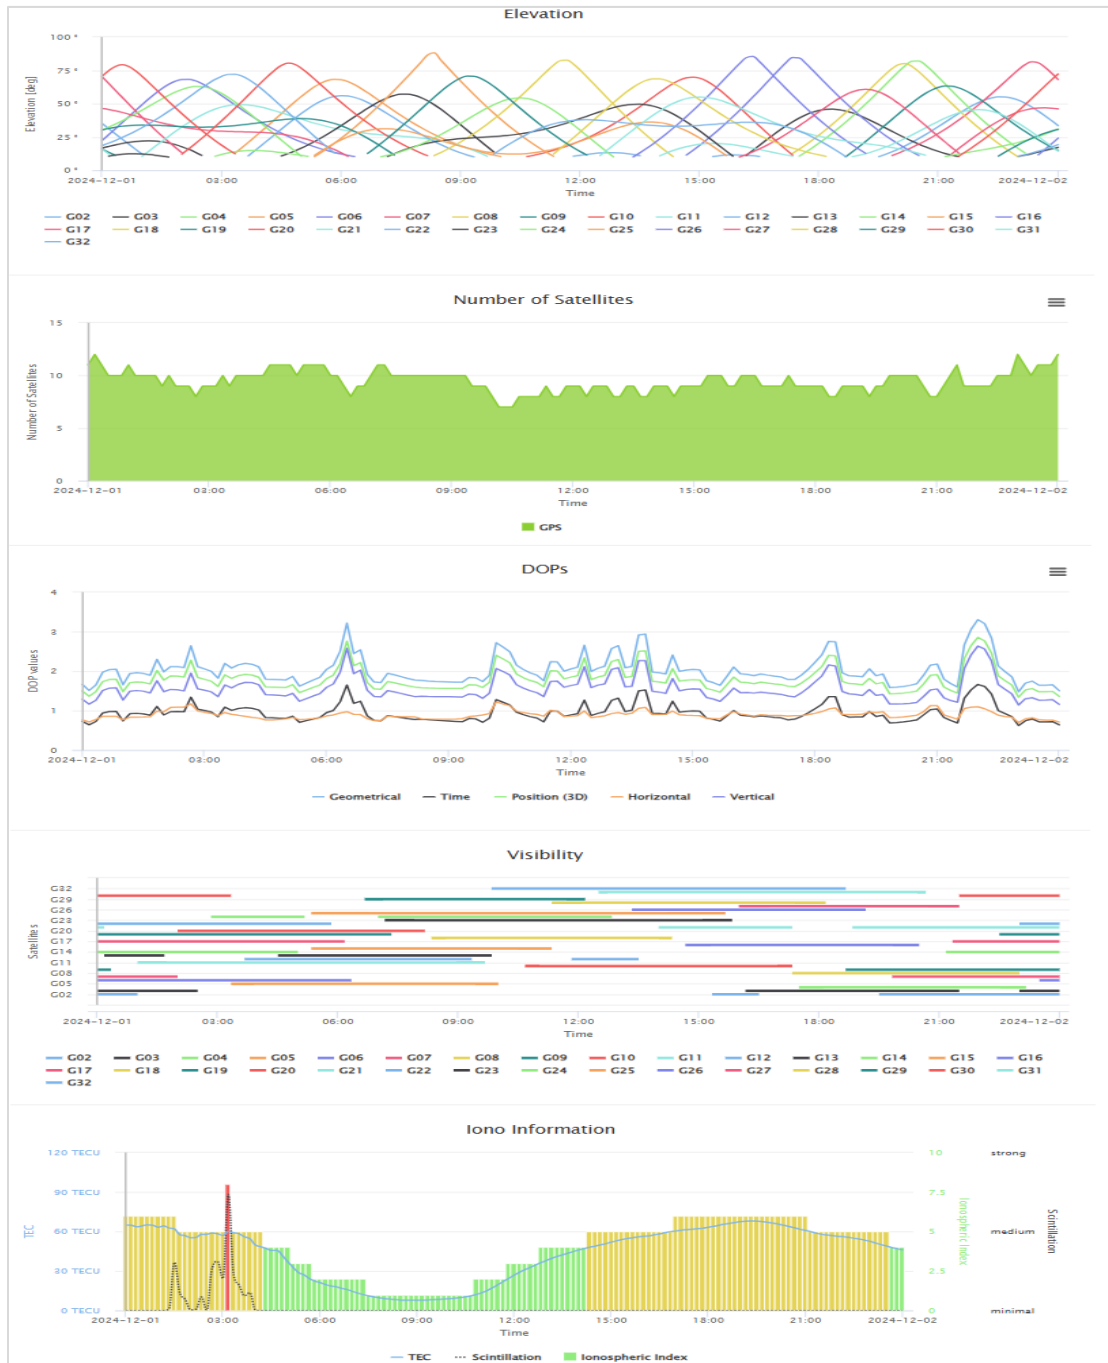 Elevation
100 °
75 °
50 °
25 °
0 °
Elevation [deg]
2024-12-01 03:00 06:00 09:00 12:00 15:00 18:00 21:00 2024-12-02
Time
G02 G03 G04 G05 G06 G07 G08 G09 G10 G11 G12 G13 G14 G15 G16
G17 G18 G19 G20 G21 G22 G23 G24 G25 G26 G27 G28 G29 G30 G31
G32
Number of Satellites
15
10
5
0
Number of Satellites
2024-12-01 03:00 06:00 09:00 12:00 15:00 18:00 21:00 2024-12-02
Time
GPS
DOPs
4
3
2
1
0
DOP values
2024-12-01 03:00 06:00 09:00 12:00 15:00 18:00 21:00 2024-12-02
Time
Geometrical Time Position (3D) Horizontal Vertical
Visibility
G32
G29
G26
G23
G20
G17
G14
G11
G08
G05
G02
Satellites
2024-12-01 03:00 06:00 09:00 12:00 15:00 18:00 21:00 2024-12-02
Time
G02 G03 G04 G05 G06 G07 G08 G09 G10 G11 G12 G13 G14 G15 G16
G17 G18 G19 G20 G21 G22 G23 G24 G25 G26 G27 G28 G29 G30 G31
G32
Iono Information
120 TECU 10 strong
90 TECU 7.5
60 TECU 5 medium
30 TECU 2.5
0 TECU 0 minimal
TEC
Ionospheric Index
Scintillation
2024-12-01 03:00 06:00 09:00 12:00 15:00 18:00 21:00 2024-12-02
Time
TEC Scintillation Ionospheric Index